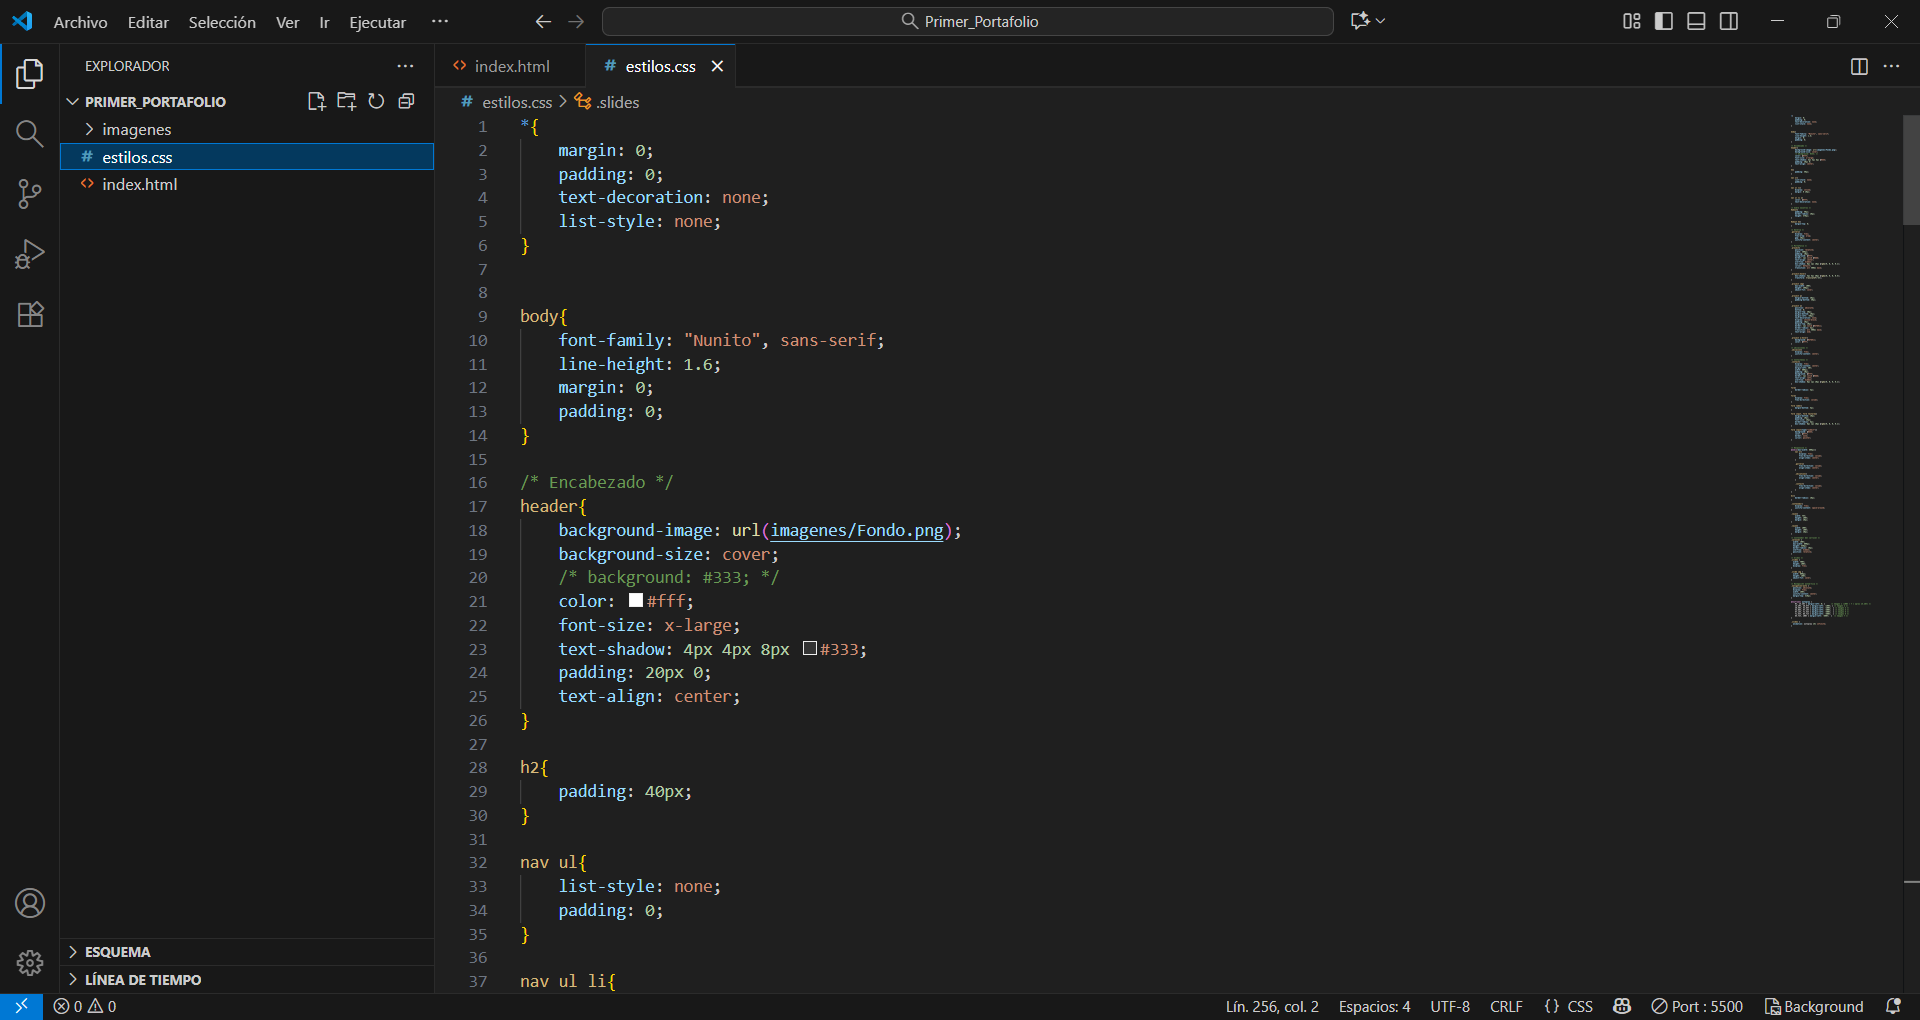 Archivo Editar Selección Ver Ir Ejecutar ··· Primer_Portafolio
EXPLORADOR
PRIMER_PORTAFOLIO
imagenes
# estilos.css
<> index.html
ESQUEMA
LÍNEA DE TIEMPO
<> index.html # estilos.css
# estilos.css > .slides
1 *{
2 margin: 0;
3 padding: 0;
4 text-decoration: none;
5 list-style: none;
6 }
7
8
9 body{
10 font-family: "Nunito", sans-serif;
11 line-height: 1.6;
12 margin: 0;
13 padding: 0;
14 }
15
16 /* Encabezado */
17 header{
18 background-image: url(imagenes/Fondo.png);
19 background-size: cover;
20 /* background: #333; */
21 color: #fff;
22 font-size: x-large;
23 text-shadow: 4px 4px 8px #333;
24 padding: 20px 0;
25 text-align: center;
26 }
27
28 h2{
29 padding: 40px;
30 }
31
32 nav ul{
33 list-style: none;
34 padding: 0;
35 }
36
37 nav ul li{
0 0 Lín. 256, col. 2 Espacios: 4 UTF-8 CRLF {} CSS Port : 5500 Background